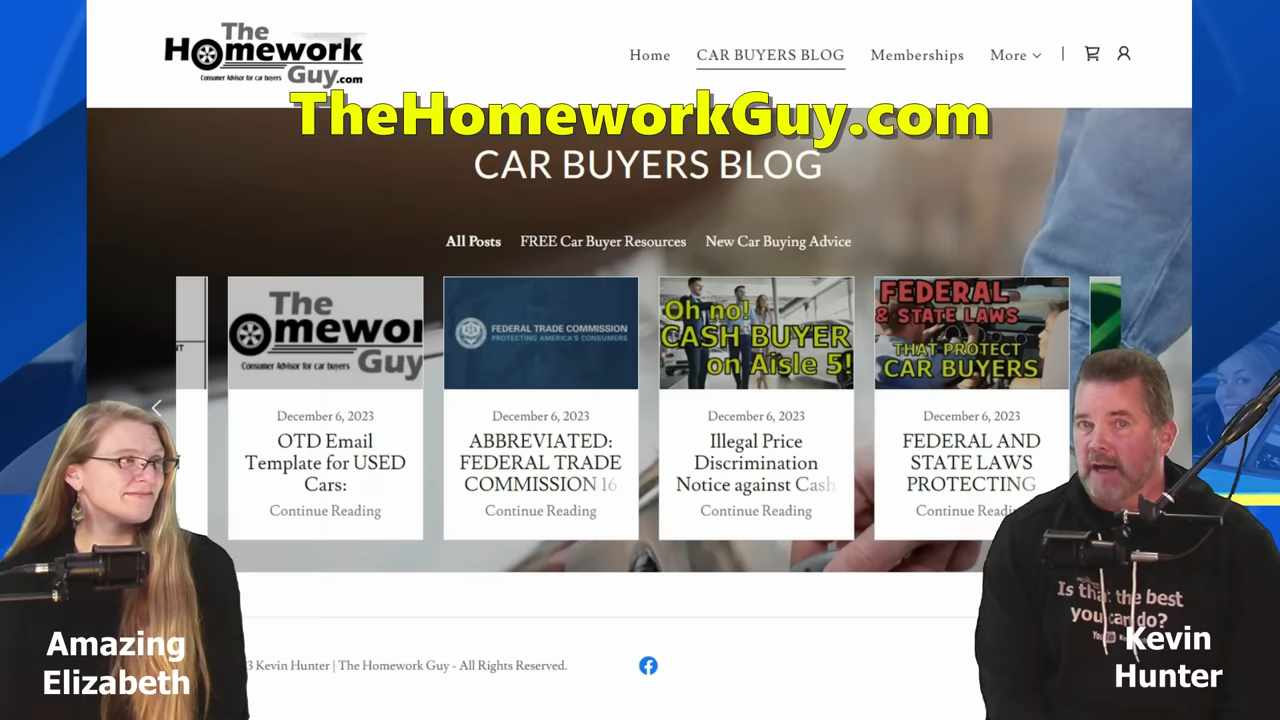 The
Homework
Guy.com
Consumer Advisor for car buyers
Home
CAR BUYERS BLOG
Memberships
More
TheHomeworkGuy.com
CAR BUYERS BLOG
All Posts
FREE Car Buyer Resources
New Car Buying Advice
The
omewor
Guy
Consumer Advisor for car buyers
December 6, 2023
OTD Email
Template for USED
Cars:
Continue Reading
FEDERAL TRADE COMMISSION
PROTECTING AMERICA'S CONSUMERS
December 6, 2023
ABBREVIATED:
FEDERAL TRADE
COMMISSION 16
Continue Reading
Oh no!
CASH BUYER
on Aisle 5!
December 6, 2023
Illegal Price
Discrimination
Notice against Cash
Continue Reading
FEDERAL
& STATE LAWS
THAT PROTECT
CAR BUYERS
December 6, 2023
FEDERAL AND
STATE LAWS
PROTECTING
Continue Readi
Is that the best
you can do?
Amazing
Elizabeth
Kevin
Hunter
3 Kevin Hunter | The Homework Guy - All Rights Reserved.